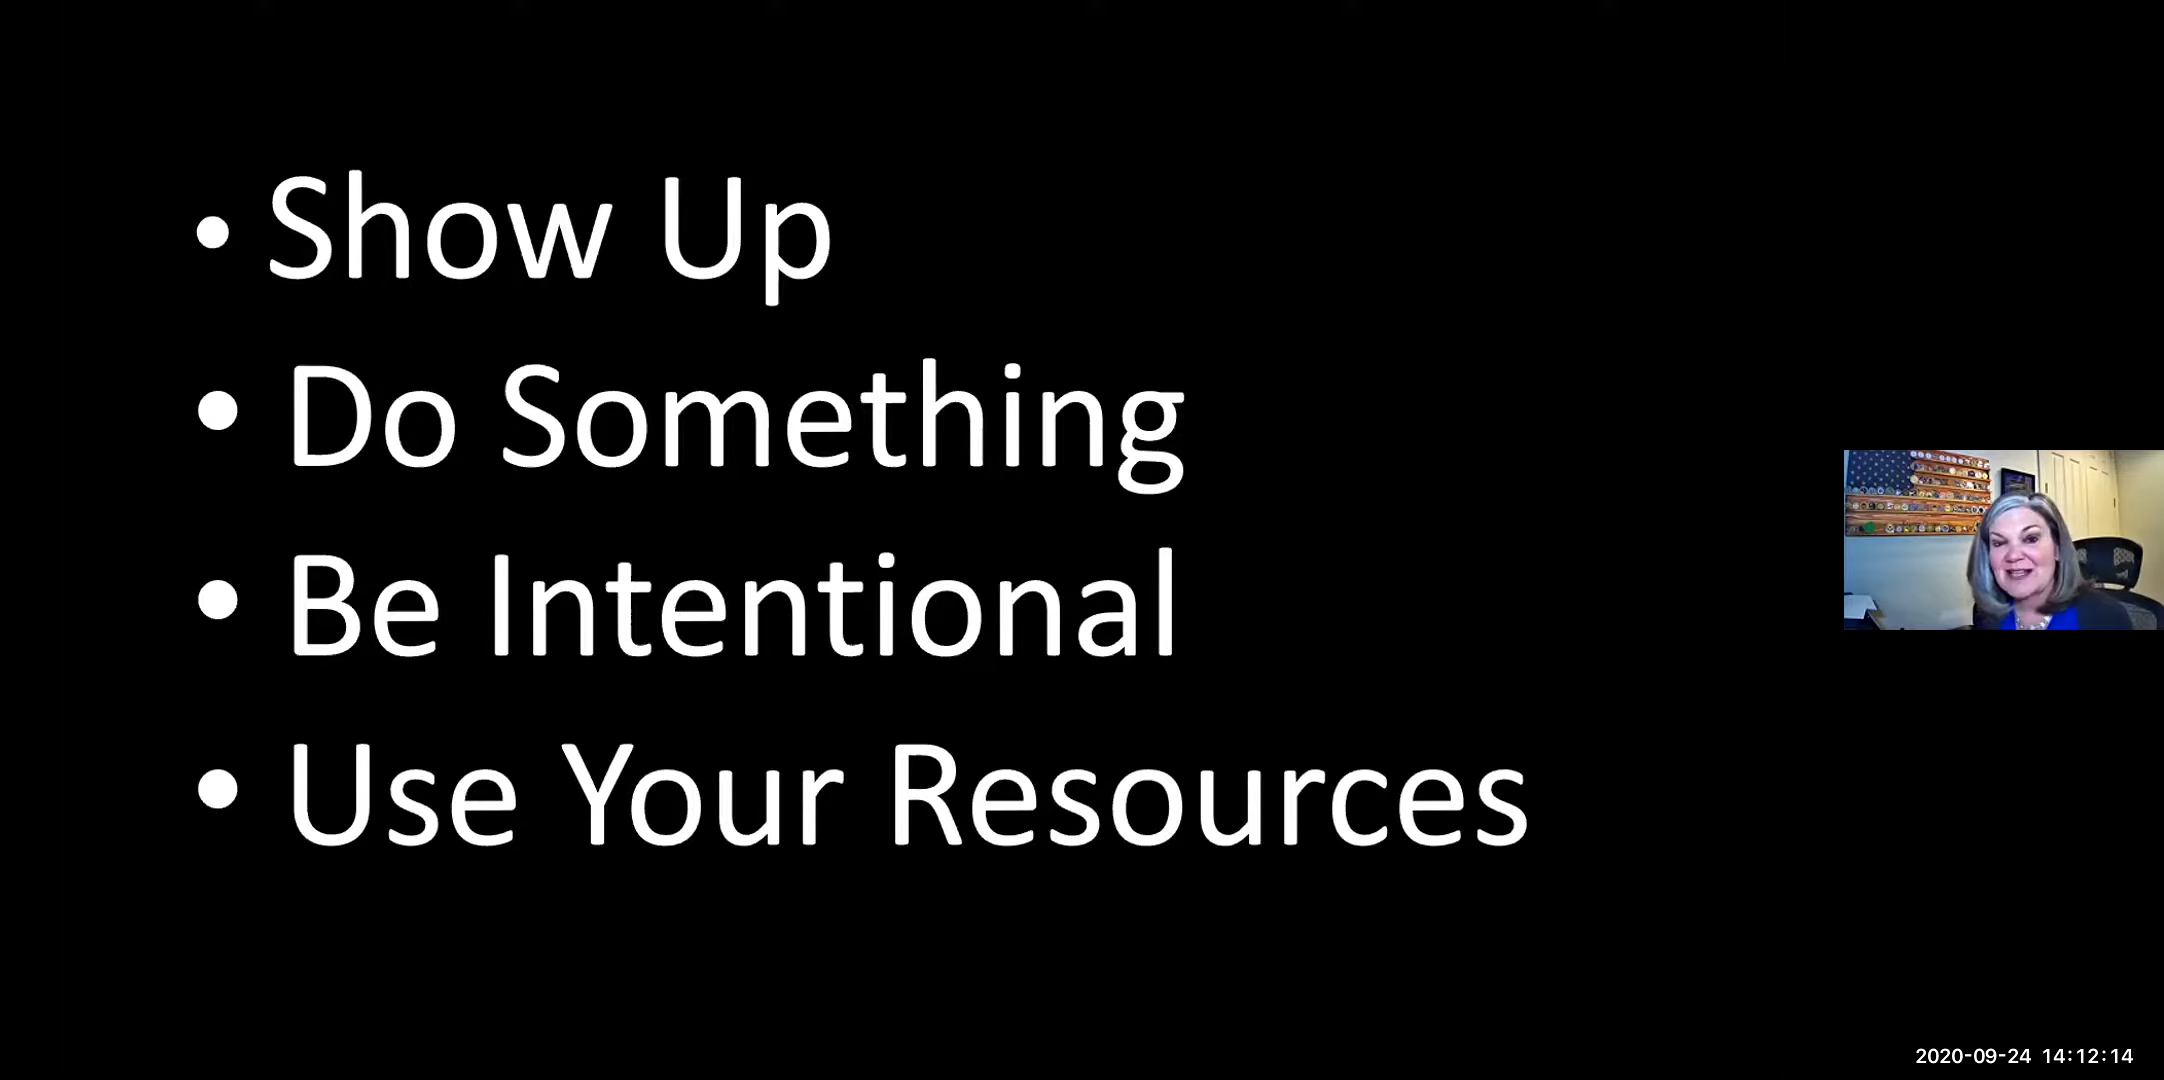 • Show Up
• Do Something
• Be Intentional
• Use Your Resources
2020-09-24 14:12:14